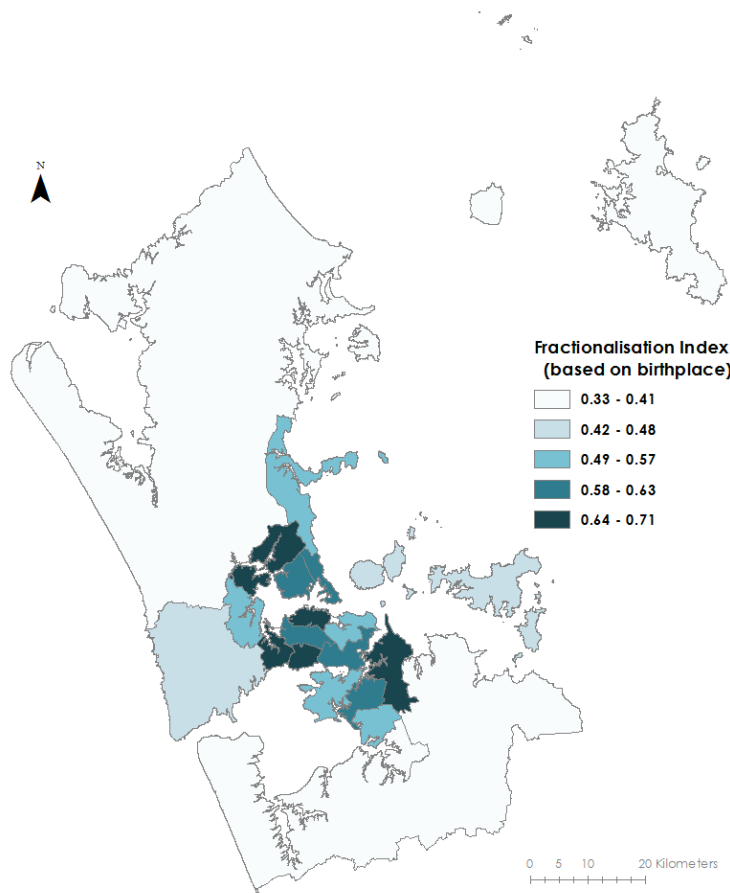 N
Fractionalisation Index
(based on birthplace)
0.33 - 0.41
0.42 - 0.48
0.49 - 0.57
0.58 - 0.63
0.64 - 0.71
0 5 10 20 Kilometers